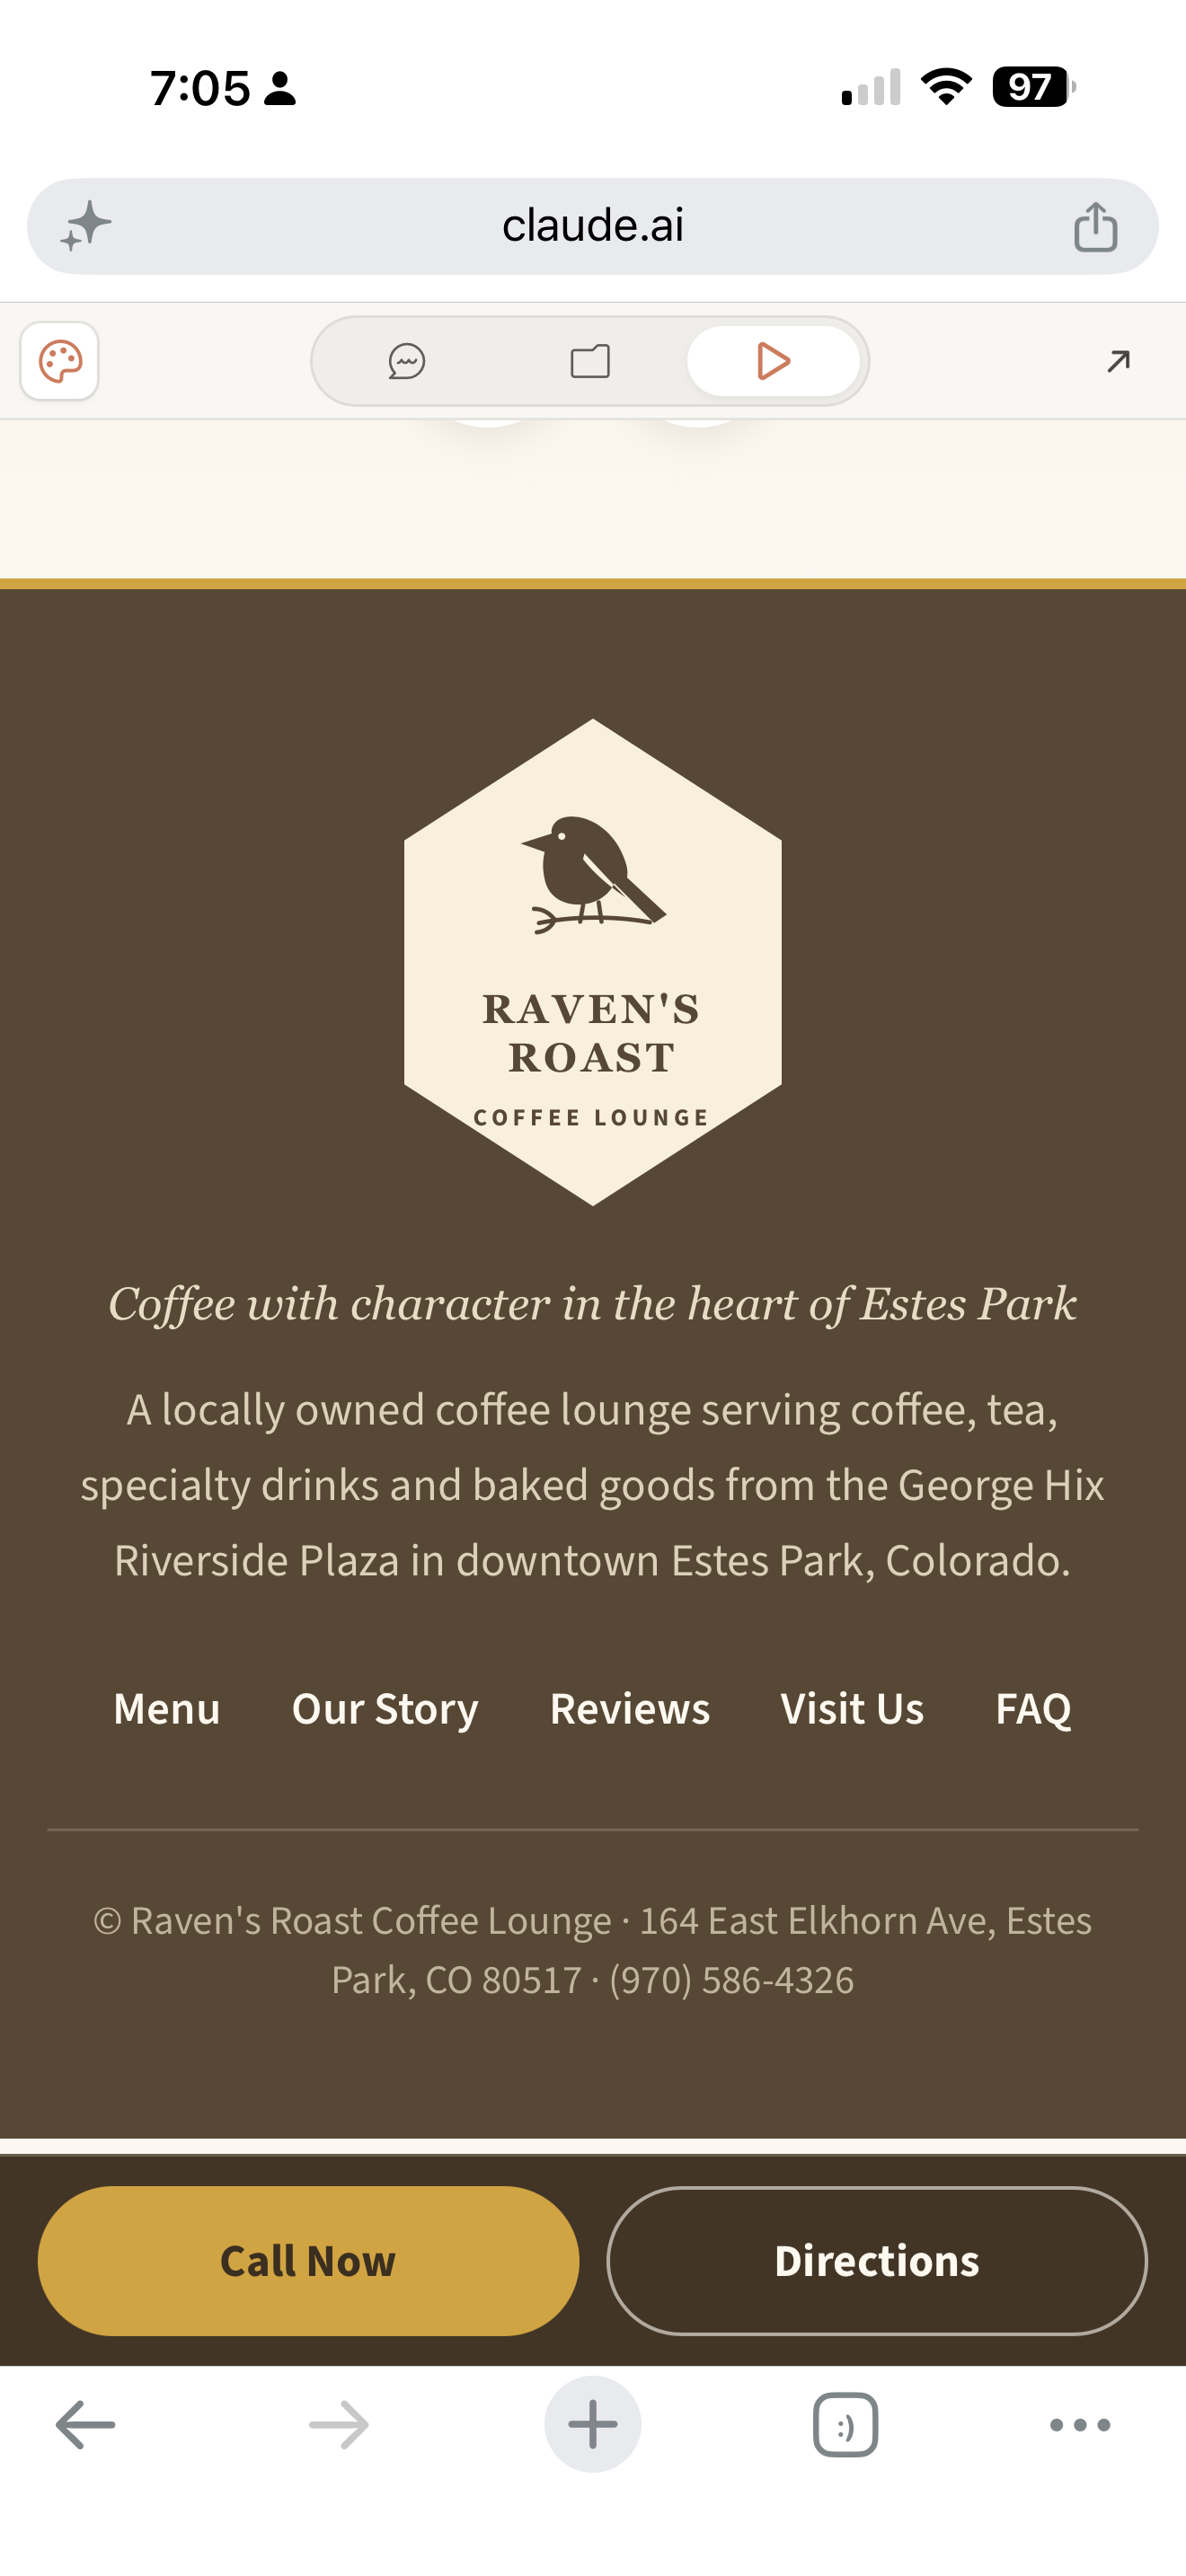 7:05
97
claude.ai
RAVEN'S
ROAST
COFFEE LOUNGE
Coffee with character in the heart of Estes Park
A locally owned coffee lounge serving coffee, tea,
specialty drinks and baked goods from the George Hix
Riverside Plaza in downtown Estes Park, Colorado.
Menu Our Story Reviews Visit Us FAQ
© Raven's Roast Coffee Lounge · 164 East Elkhorn Ave, Estes
Park, CO 80517 · (970) 586-4326
Call Now Directions
:)